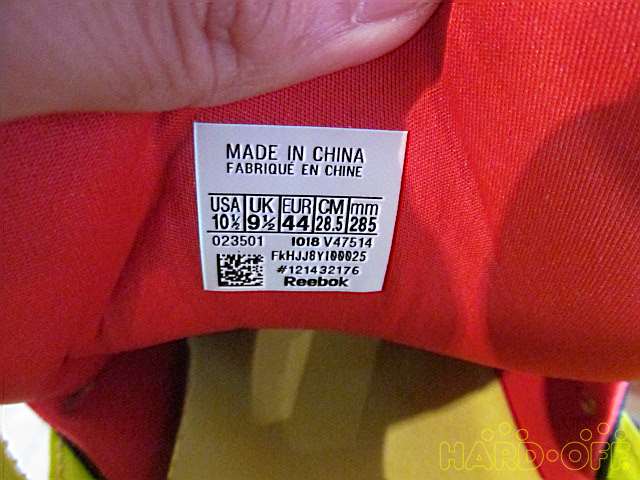 MADE IN CHINA
FABRIQUÉ EN CHINE
USA UK EUR CM mm
10½ 9½ 44 28.5 285
023501 1018 V47514
FkHJJ8YI00025
#121432176
Reebok
HARD-OFF